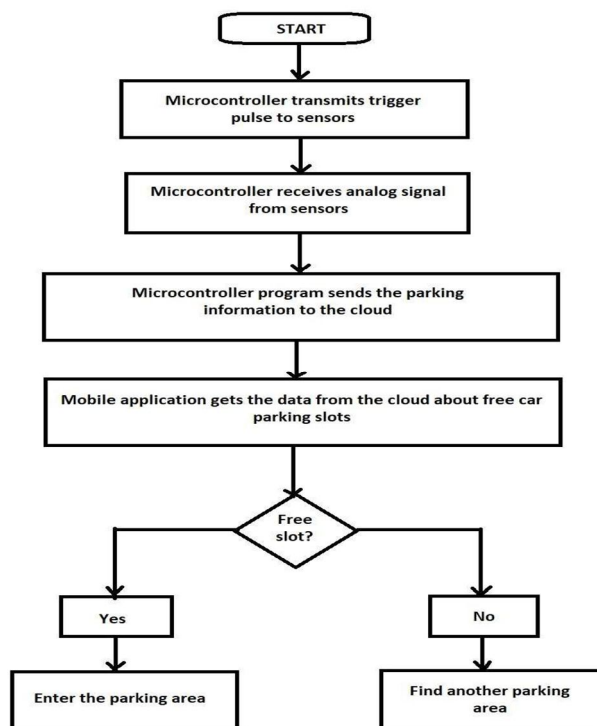 START
Microcontroller transmits trigger
pulse to sensors
Microcontroller receives analog signal
from sensors
Microcontroller program sends the parking
information to the cloud
Mobile application gets the data from the cloud about free car
parking slots
Free
slot?
Yes
No
Enter the parking area
Find another parking
area